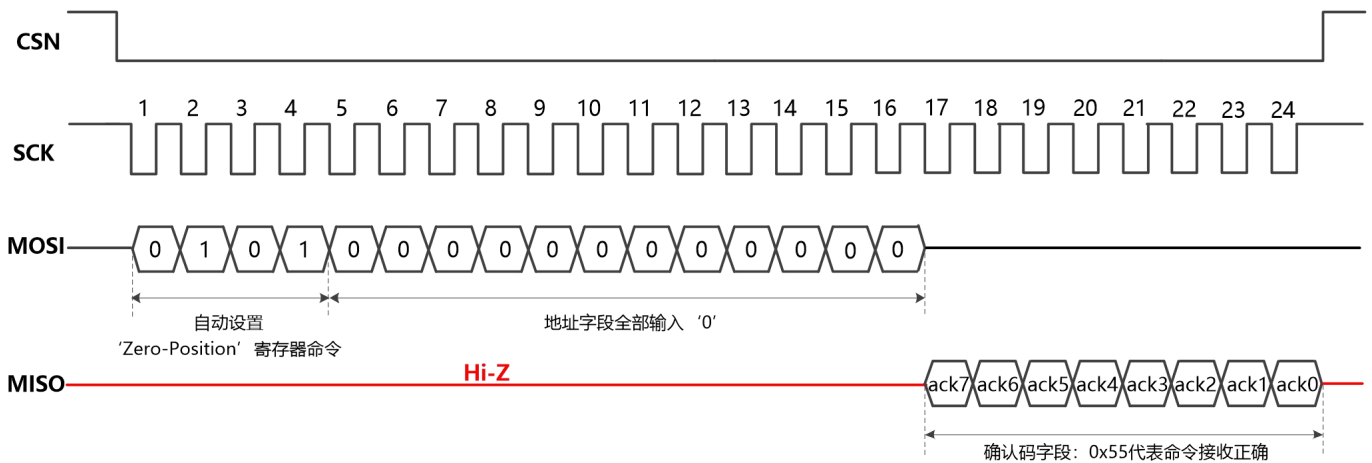 CSN
1 2 3 4 5 6 7 8 9 10 11 12 13 14 15 16 17 18 19 20 21 22 23 24
SCK
MOSI 0 1 0 1 0 0 0 0 0 0 0 0 0 0 0 0
自动设置 地址字段全部输入‘0’
‘Zero-Position’寄存器命令
Hi-Z
MISO ack7 ack6 ack5 ack4 ack3 ack2 ack1 ack0
确认码字段：0x55代表命令接收正确